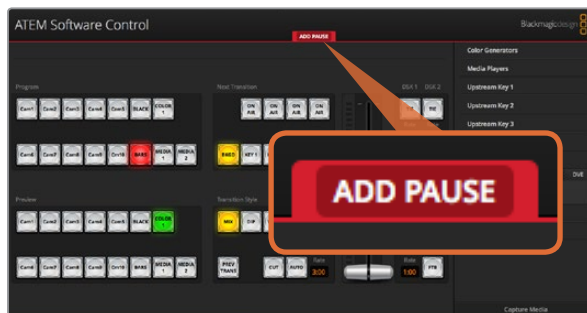 ATEM Software Control
Blackmagicdesign
ADD PAUSE
Color Generators
Media Players
Upstream Key 1
Upstream Key 2
Upstream Key 3
Program
Next Transition
DSK 1 DSK 2
Cam1 Cam2 Cam3 Cam4 Cam5 BLACK COLOR 1
ON AIR ON AIR ON AIR ON AIR
TIE
Cam6 Cam7 Cam8 Cam9 Cm10 BARS MEDIA 1 MEDIA 2
BKGD KEY 1
ADD PAUSE
DVE
Preview
Transition Style
Cam1 Cam2 Cam3 Cam4 Cam5 BLACK COLOR 1
MIX DIP
Cam6 Cam7 Cam8 Cam9 Cm10 BARS MEDIA 1 MEDIA 2
PREV TRANS CUT AUTO
Rate
3:00
Rate
1:00
FTB
Capture Media